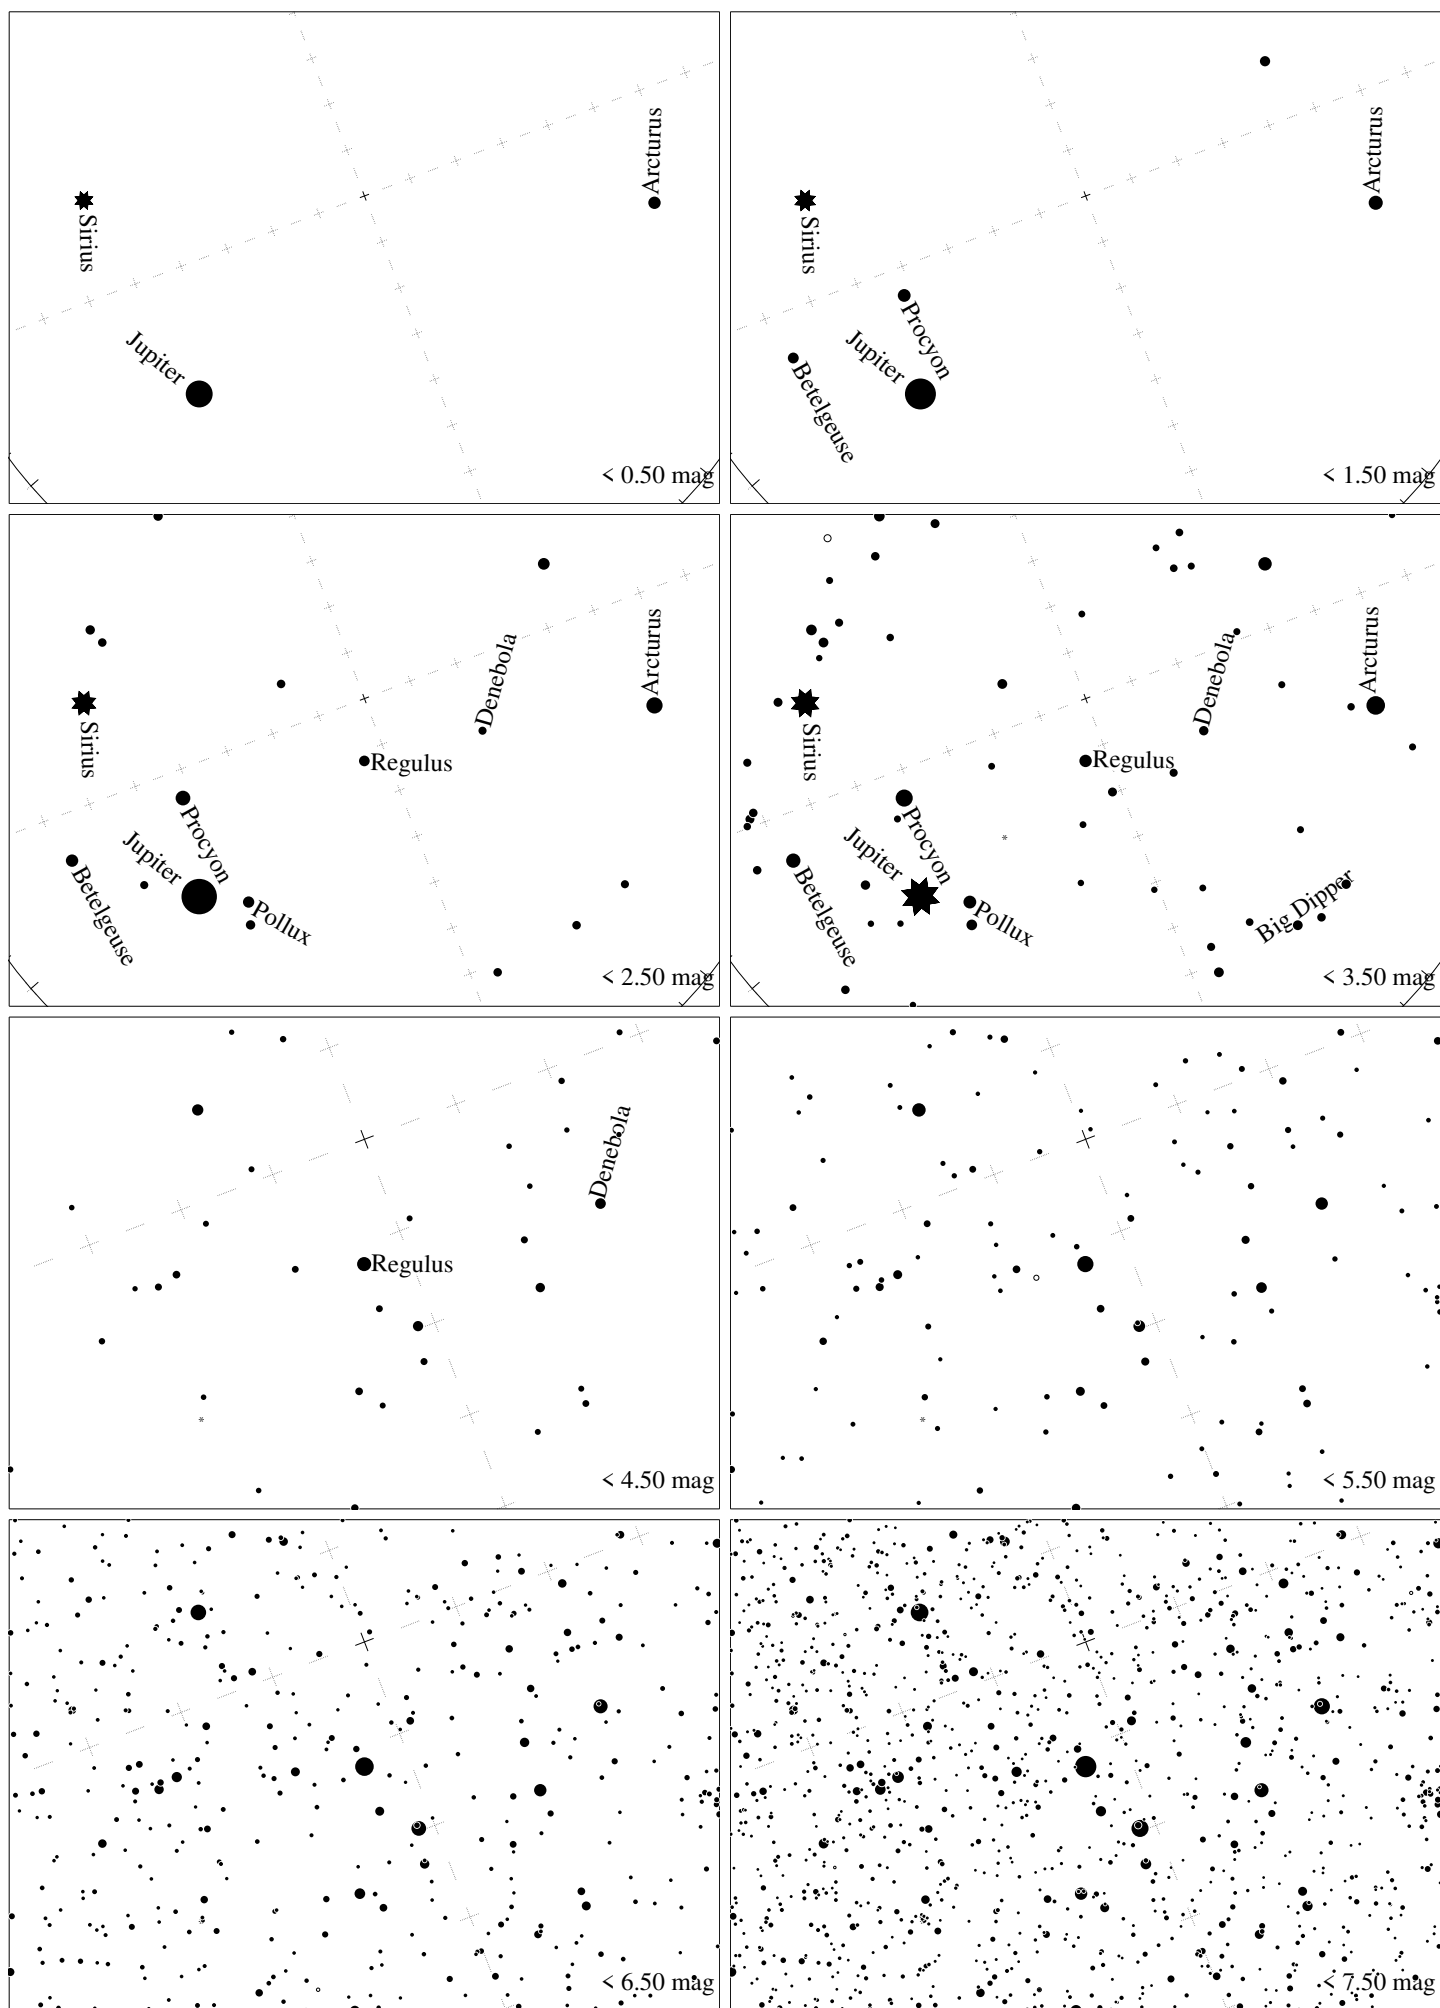 Arcturus
Sirius
Jupiter
< 0.50 mag
Arcturus
Sirius
Procyon
Jupiter
Betelgeuse
< 1.50 mag
Arcturus
Denebola
Sirius
Regulus
Procyon
Jupiter
Betelgeuse
Pollux
< 2.50 mag
Arcturus
Denebola
Sirius
Regulus
Procyon
Jupiter
Betelgeuse
Pollux
Big Dipper
< 3.50 mag
Denebola
Regulus
< 4.50 mag
< 5.50 mag
< 6.50 mag
< 7.50 mag